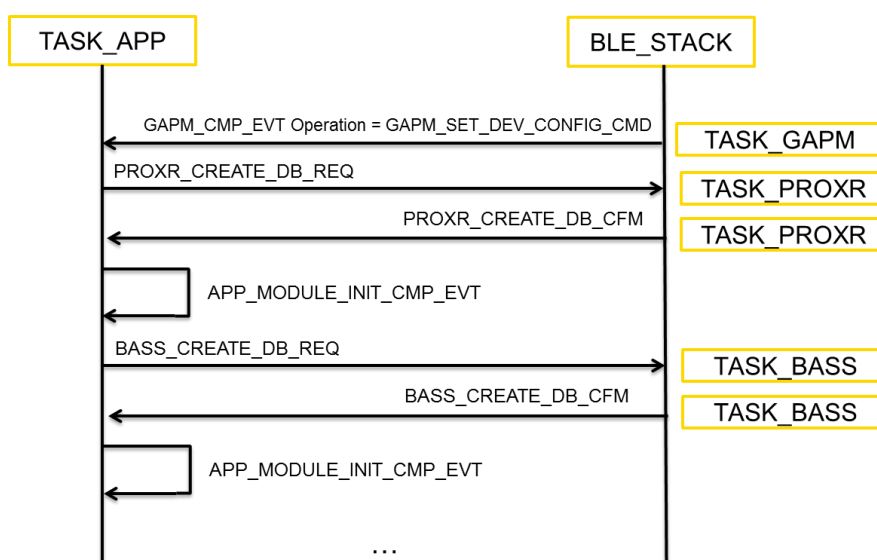 TASK_APP
BLE_STACK
GAPM_CMP_EVT Operation = GAPM_SET_DEV_CONFIG_CMD
TASK_GAPM
PROXR_CREATE_DB_REQ
TASK_PROXR
PROXR_CREATE_DB_CFM
TASK_PROXR
APP_MODULE_INIT_CMP_EVT
BASS_CREATE_DB_REQ
TASK_BASS
BASS_CREATE_DB_CFM
TASK_BASS
APP_MODULE_INIT_CMP_EVT
...